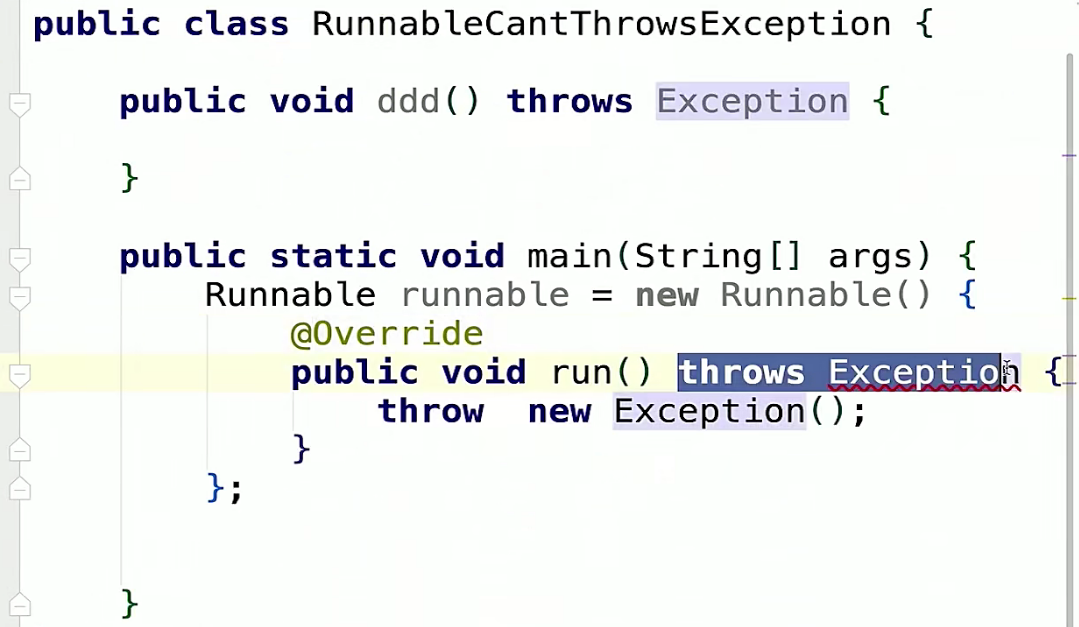 public class RunnableCantThrowsException {
public void ddd() throws Exception {
}
public static void main(String[] args) {
Runnable runnable = new Runnable() {
@Override
public void run() throws Exception {
throw  new Exception();
}
};
}